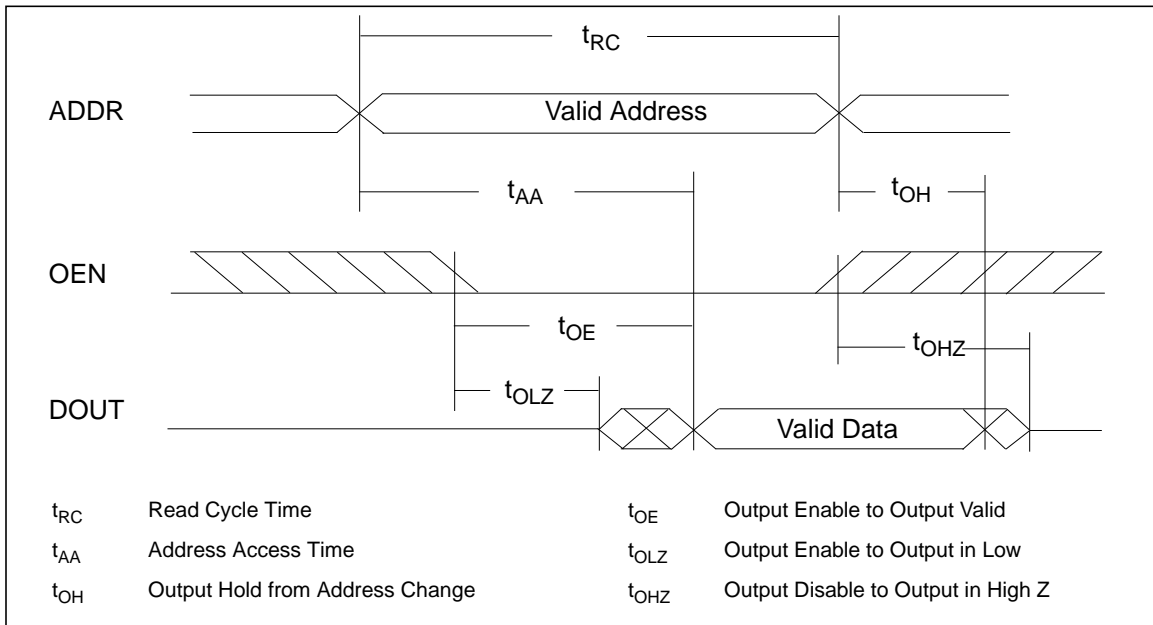 tRC
ADDR
Valid Address
tAA
tOH
OEN
tOE
tOHZ
tOLZ
DOUT
Valid Data
tRC Read Cycle Time
tOE Output Enable to Output Valid
tAA Address Access Time
tOLZ Output Enable to Output in Low
tOH Output Hold from Address Change
tOHZ Output Disable to Output in High Z